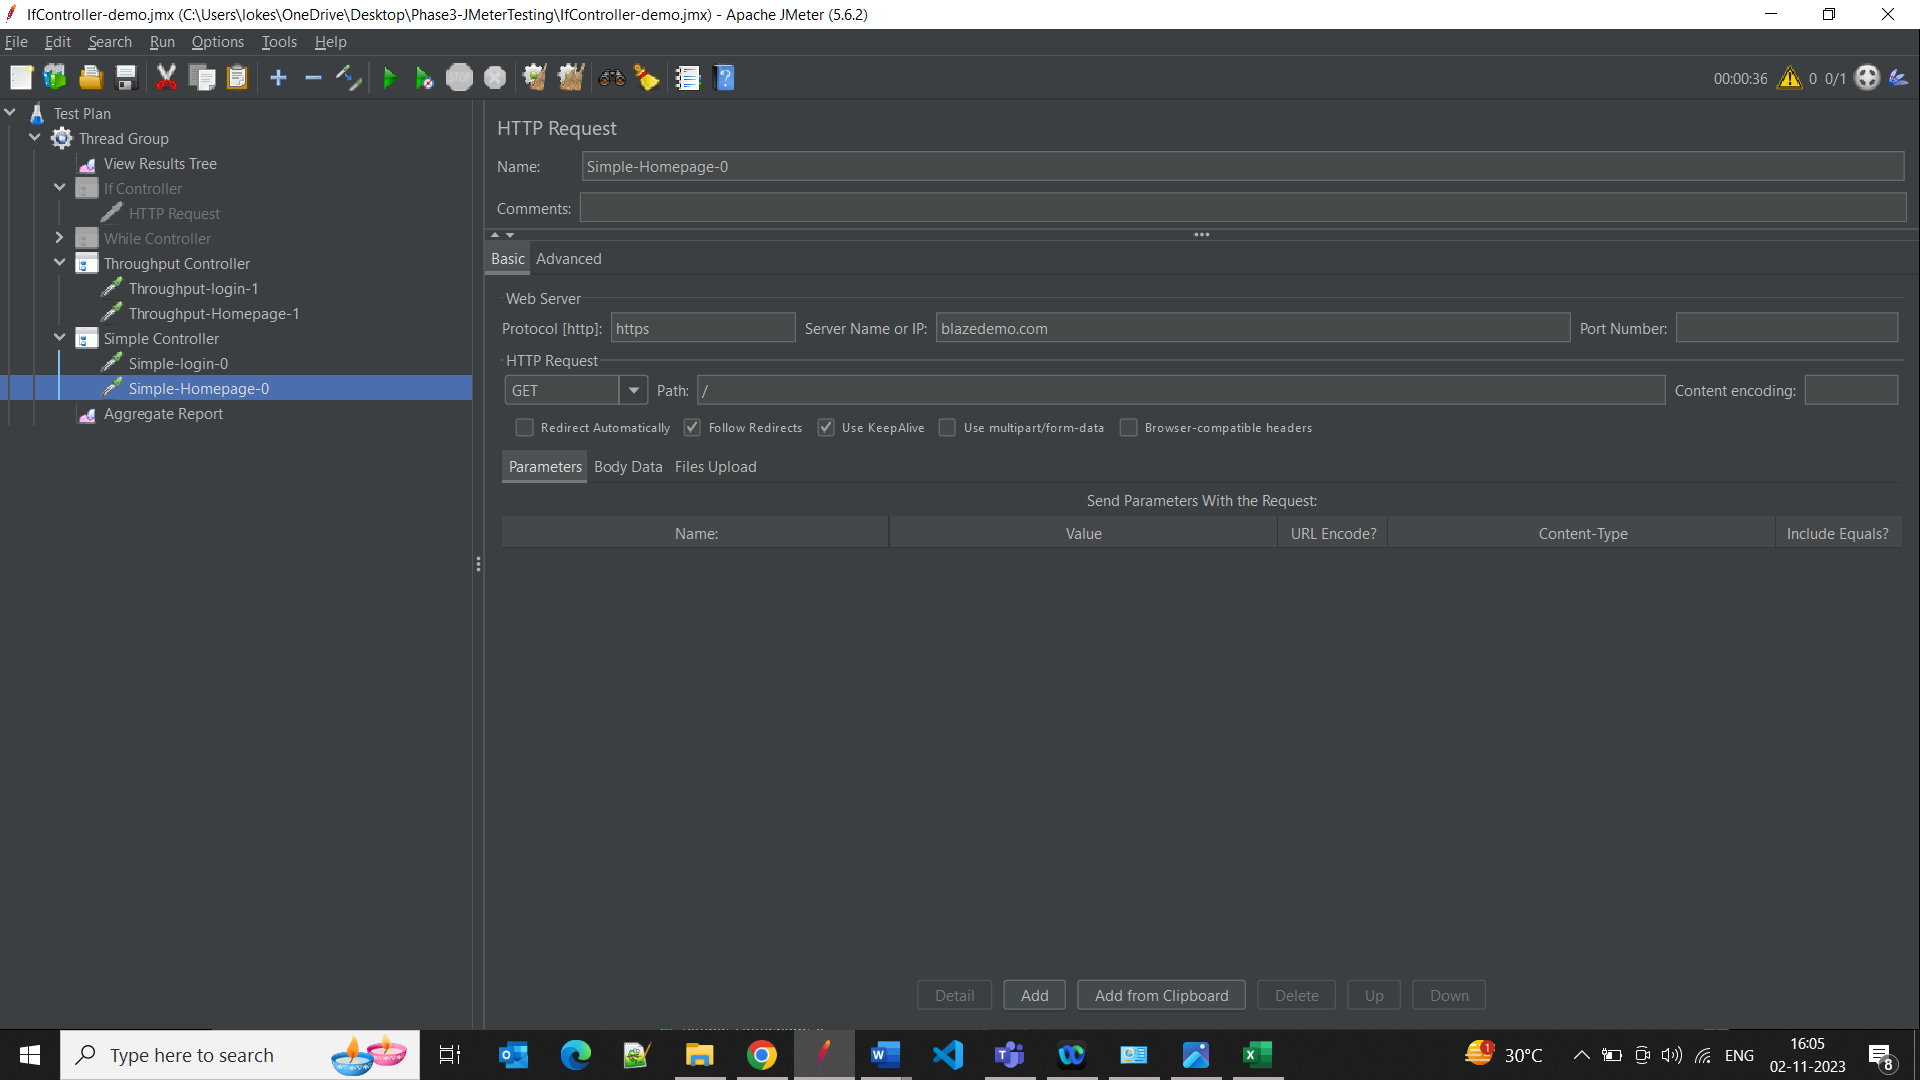 IfController-demo.jmx (C:\Users\lokes\OneDrive\Desktop\Phase3-JMeterTesting\IfController-demo.jmx) - Apache JMeter (5.6.2)
File Edit Search Run Options Tools Help
STOP 00:00:36 0 0/1
Test Plan
Thread Group
View Results Tree
If Controller
HTTP Request
While Controller
Throughput Controller
Throughput-login-1
Throughput-Homepage-1
Simple Controller
Simple-login-0
Simple-Homepage-0
Aggregate Report
HTTP Request
Name: Simple-Homepage-0
Comments:
Basic Advanced
Web Server
Protocol [http]: https Server Name or IP: blazedemo.com Port Number:
HTTP Request
GET Path: / Content encoding:
Redirect Automatically Follow Redirects Use KeepAlive Use multipart/form-data Browser-compatible headers
Parameters Body Data Files Upload
Send Parameters With the Request:
Name: Value URL Encode? Content-Type Include Equals?
Detail Add Add from Clipboard Delete Up Down
Type here to search 1 30°C ENG 16:05
02-11-2023 8